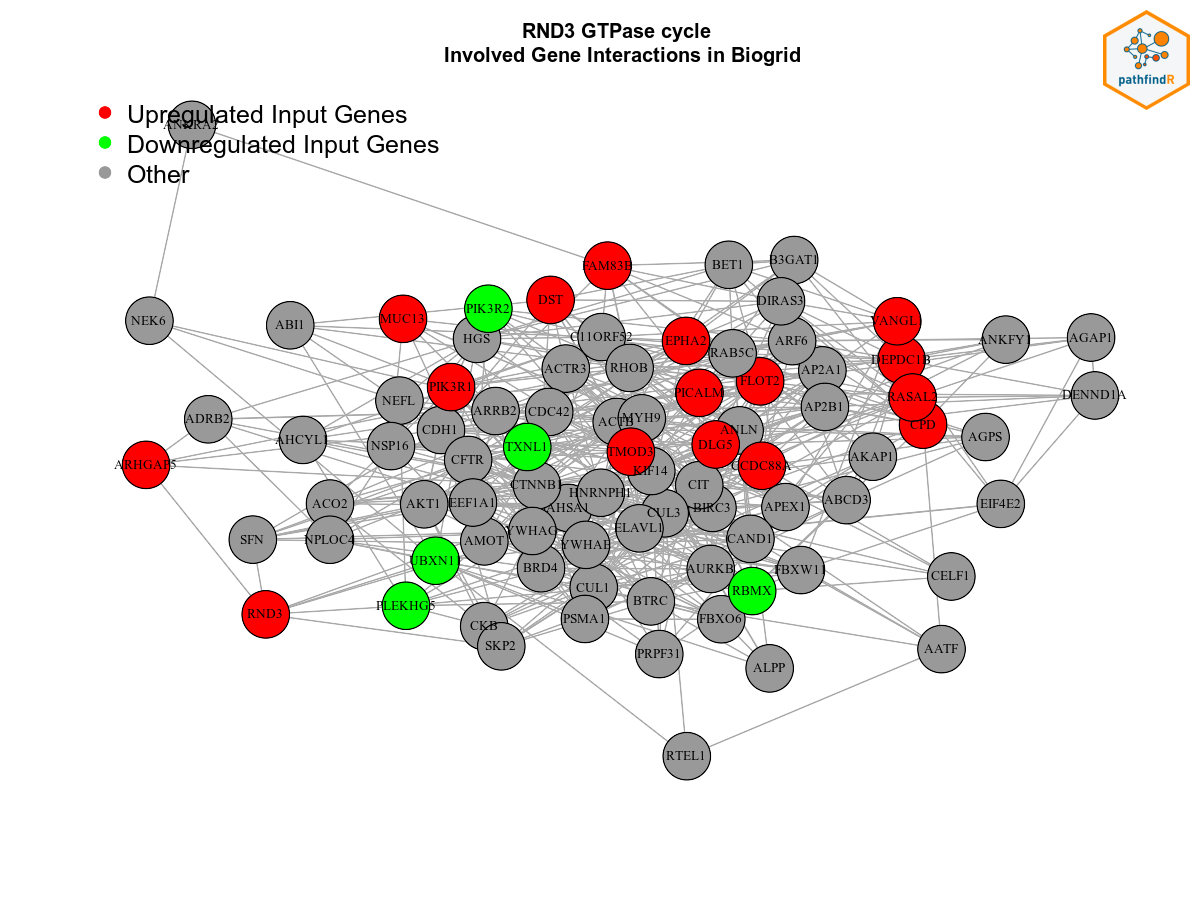 RND3 GTPase cycle
Involved Gene Interactions in Biogrid
pathfindR
Upregulated Input Genes
Downregulated Input Genes
Other
ANKRA2
FAM83B
BET1
B3GAT1
DIRAS3
DST
PIK3R2
MUC13
NEK6
ABI1
HGS
C11ORF52
EPHA2
RAB5C
ARF6
VANGL1
DEPDC1B
ANKFY1
AGAP1
ACTR3
RHOB
AP2A1
FLOT2
PICALM
RASAL2
DENND1A
PIK3R1
NEFL
ARRB2
CDC42
ACTB
MYH9
AP2B1
CPD
ADRB2
AHCYL1
CDH1
NSP16
TXNL1
ANLN
DLG5
AGPS
TMOD3
ARHGAP5
CFTR
KIF14
CCDC88A
AKAP1
CTNNB1
HNRNPH1
CIT
ACO2
AKT1
EEF1A1
AHSA1
CUL3
BIRC3
APEX1
ABCD3
EIF4E2
SFN
NPLOC4
AMOT
YWHAG
YWHAE
ELAVL1
CAND1
UBXN11
BRD4
AURKB
FBXW11
CELF1
CUL1
RBMX
PLEKHG5
BTRC
RND3
CKB
PSMA1
FBXO6
SKP2
PRPF31
ALPP
AATF
RTEL1